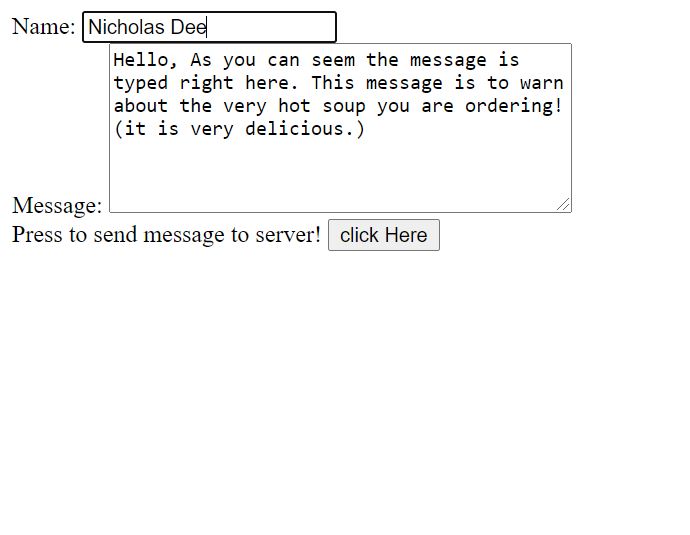 Name: Nicholas Dee
Hello, As you can seem the message is
typed right here. This message is to warn
about the very hot soup you are ordering!
(it is very delicious.)
Message:
Press to send message to server! click Here